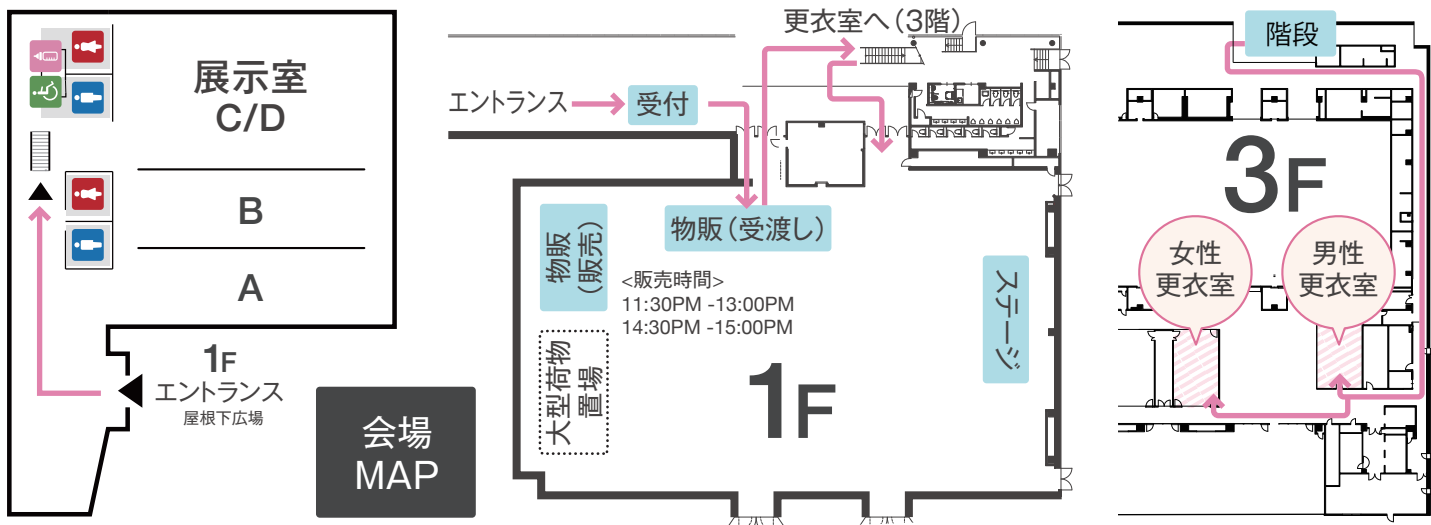 展示室
C/D
B
A
1F
エントランス
屋根下広場
会場
MAP
更衣室へ（3階）
エントランス
受付
物販（受渡し）
物販
（販売）
<販売時間>
11:30PM -13:00PM
14:30PM -15:00PM
大型荷物
置場
ステージ
1F
階段
3F
女性
更衣室
男性
更衣室